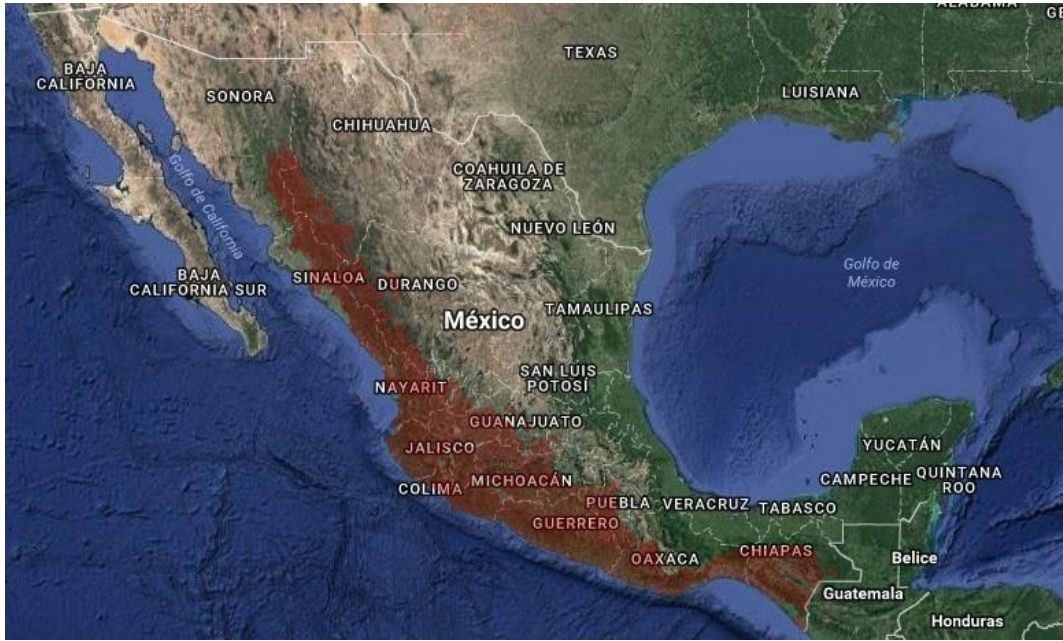 ALABAMA
GE
TEXAS
BAJA
CALIFORNIA
SONORA
LUISIANA
CHIHUAHUA
COAHUILA DE
ZARAGOZA
Golfo de California
NUEVO LEÓN
Golfo de
México
BAJA
CALIFORNIA SUR
SINALOA
DURANGO
TAMAULIPAS
México
SAN LUIS
POTOSÍ
NAYARIT
GUANAJUATO
YUCATÁN
JALISCO
CAMPECHE
QUINTANA
ROO
COLIMA
MICHOACÁN
PUEBLA
VERACRUZ
TABASCO
GUERRERO
OAXACA
CHIAPAS
Belice
Guatemala
Honduras